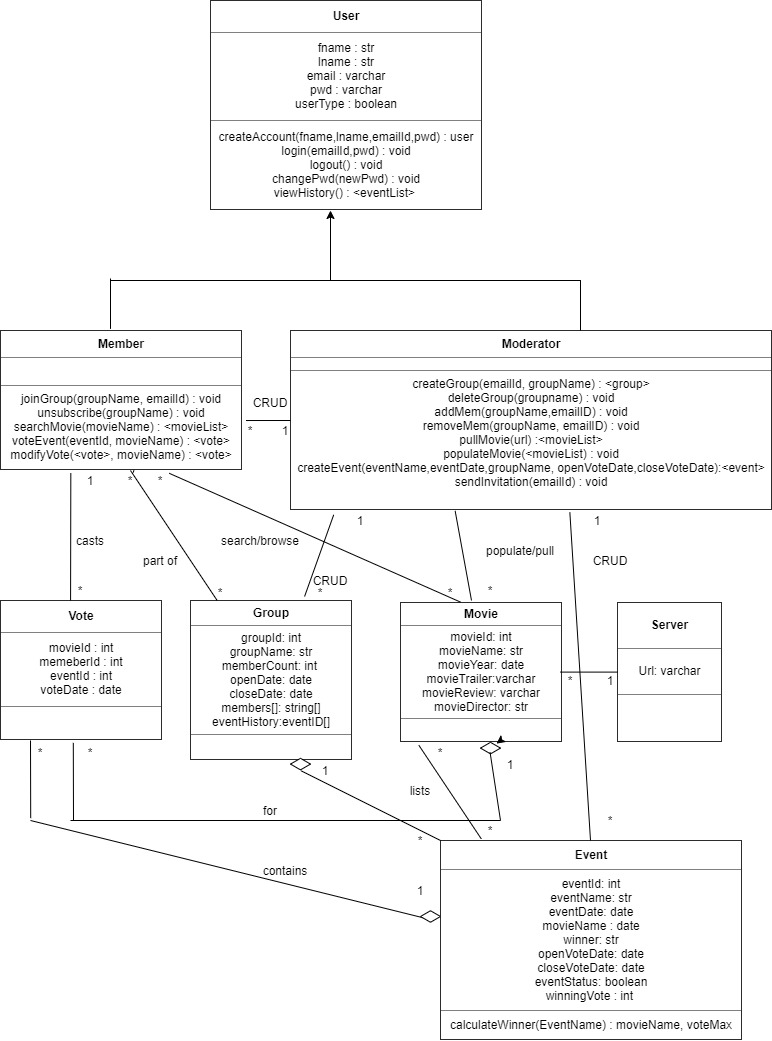 User
fname : str
lname : str
email : varchar
pwd : varchar
userType : boolean
createAccount(fname,lname,emailId,pwd) : user
login(emailId,pwd) : void
logout() : void
changePwd(newPwd) : void
viewHistory() : <eventList>
Member
joinGroup(groupName, emailId) : void
unsubscribe(groupName) : void
searchMovie(movieName) : <movieList>
voteEvent(eventId, movieName) : <vote>
modifyVote(<vote>, movieName) : <vote>
CRUD
*
1
Moderator
createGroup(emailId, groupName) : <group>
deleteGroup(groupname) : void
addMem(groupName,emailID) : void
removeMem(groupName, emailID) : void
pullMovie(url) :<movieList>
populateMovie(<movieList) : void
createEvent(eventName,eventDate,groupName, openVoteDate,closeVoteDate):<event>
sendInvitation(emailId) : void
1
*
*
1
1
casts
part of
search/browse
CRUD
populate/pull
CRUD
*
*
*
*
*
Vote
movieId : int
memeberId : int
eventId : int
voteDate : date
Group
groupId: int
groupName: str
memberCount: int
openDate: date
closeDate: date
members[]: string[]
eventHistory:eventID[]
Movie
movieId: int
movieName: str
movieYear: date
movieTrailer:varchar
movieReview: varchar
movieDirector: str
*
1
Server
Url: varchar
*
*
1
*
1
lists
for
contains
*
*
*
1
Event
eventId: int
eventName: str
eventDate: date
movieName : date
winner: str
openVoteDate: date
closeVoteDate: date
eventStatus: boolean
winningVote : int
calculateWinner(EventName) : movieName, voteMax